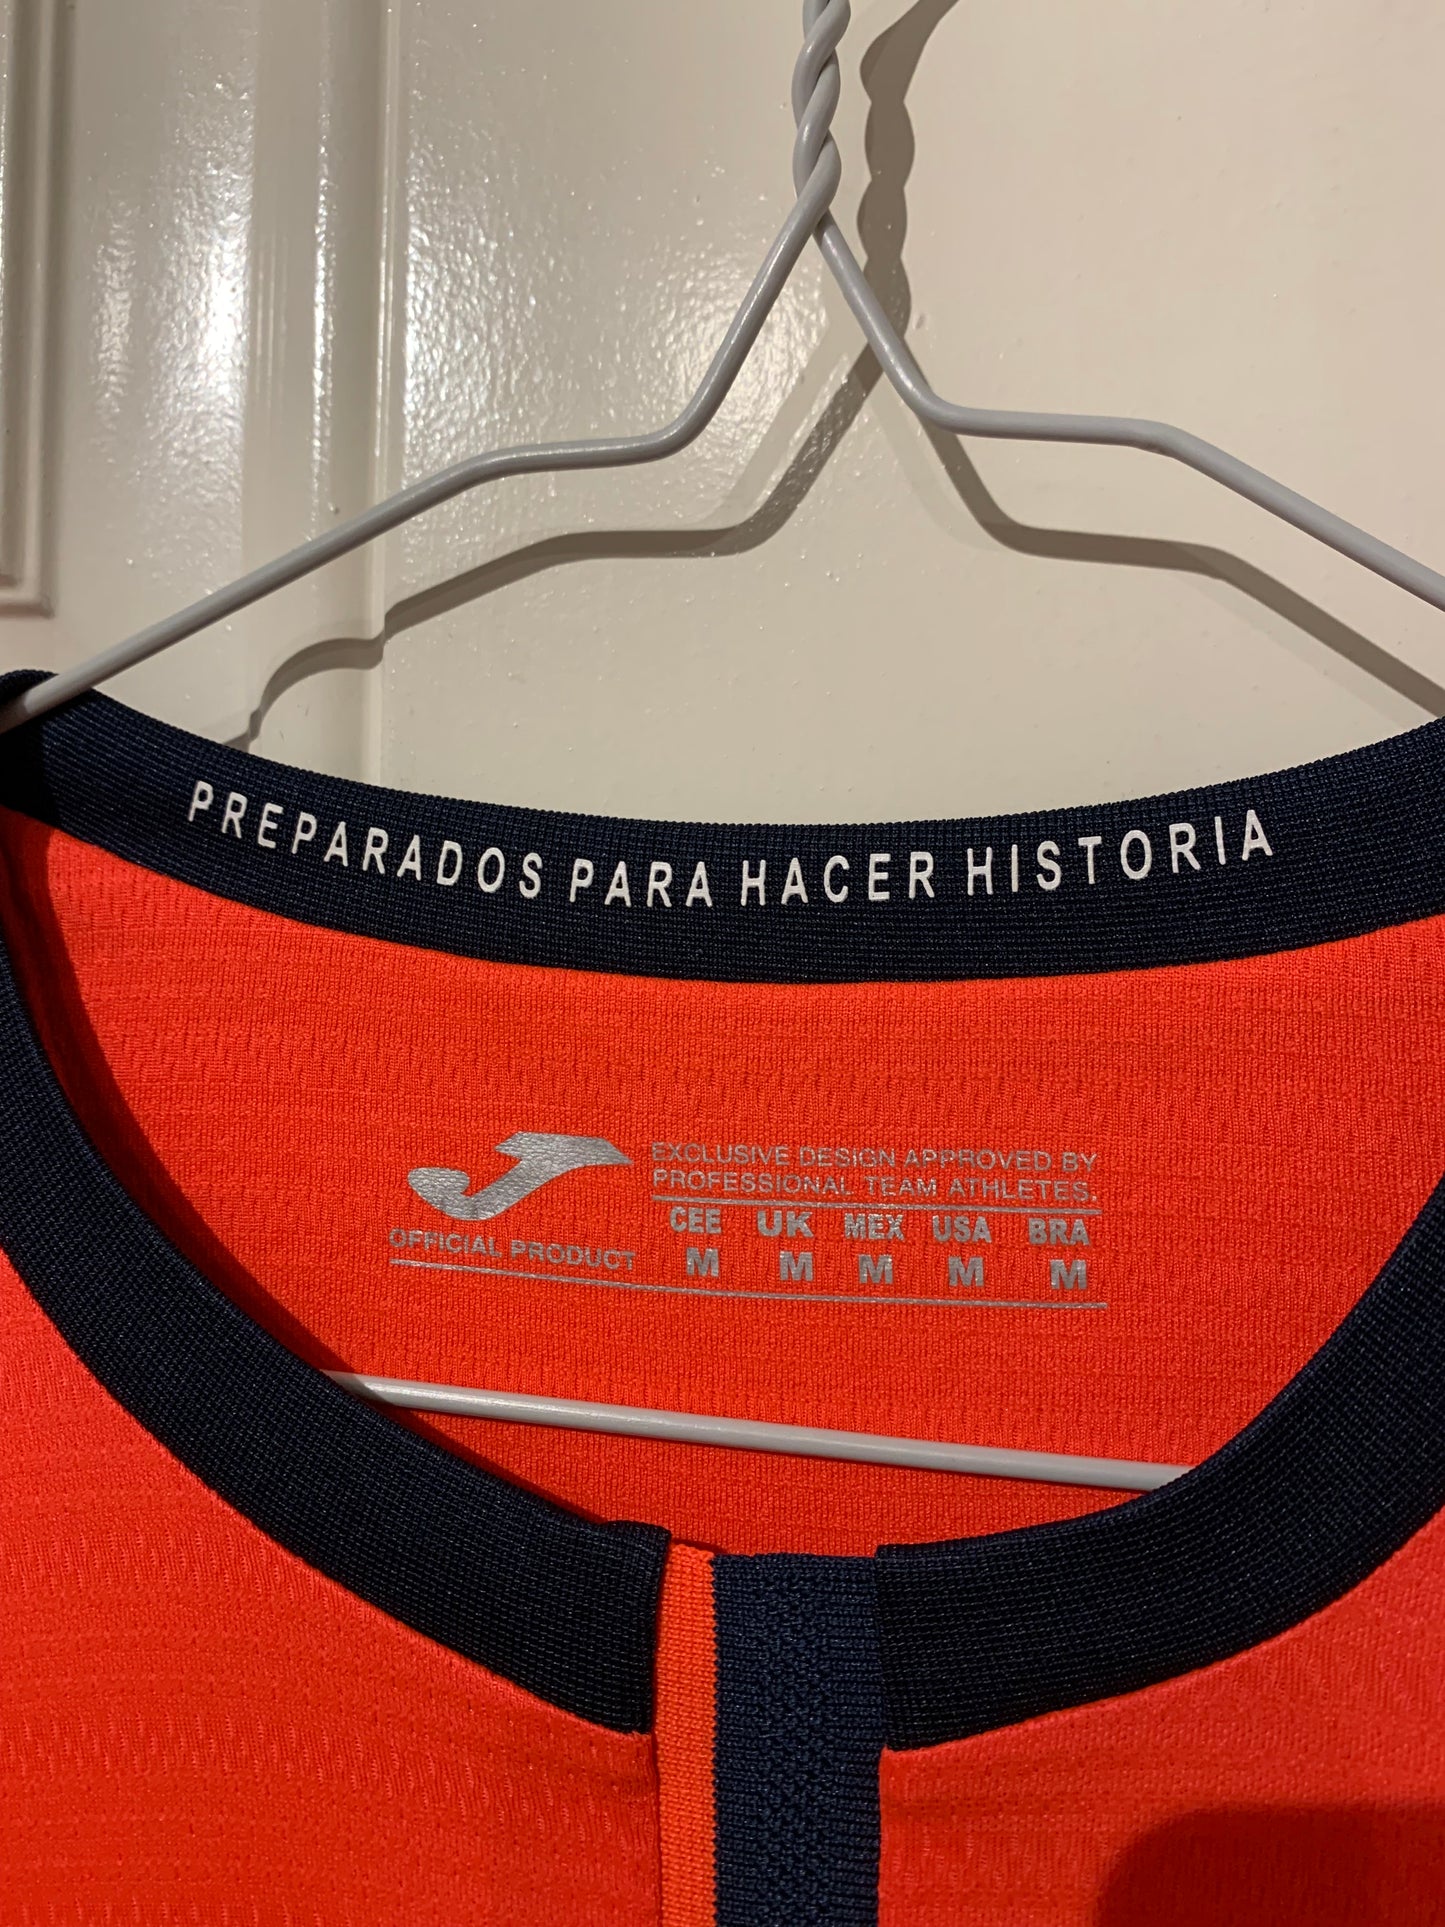 PREPARADOS PARA HACER HISTORIA
EXCLUSIVE DESIGN APPROVED BY
PROFESSIONAL TEAM ATHLETES.
OFFICIAL PRODUCT
CEE UK MEX USA BRA
M M M M M